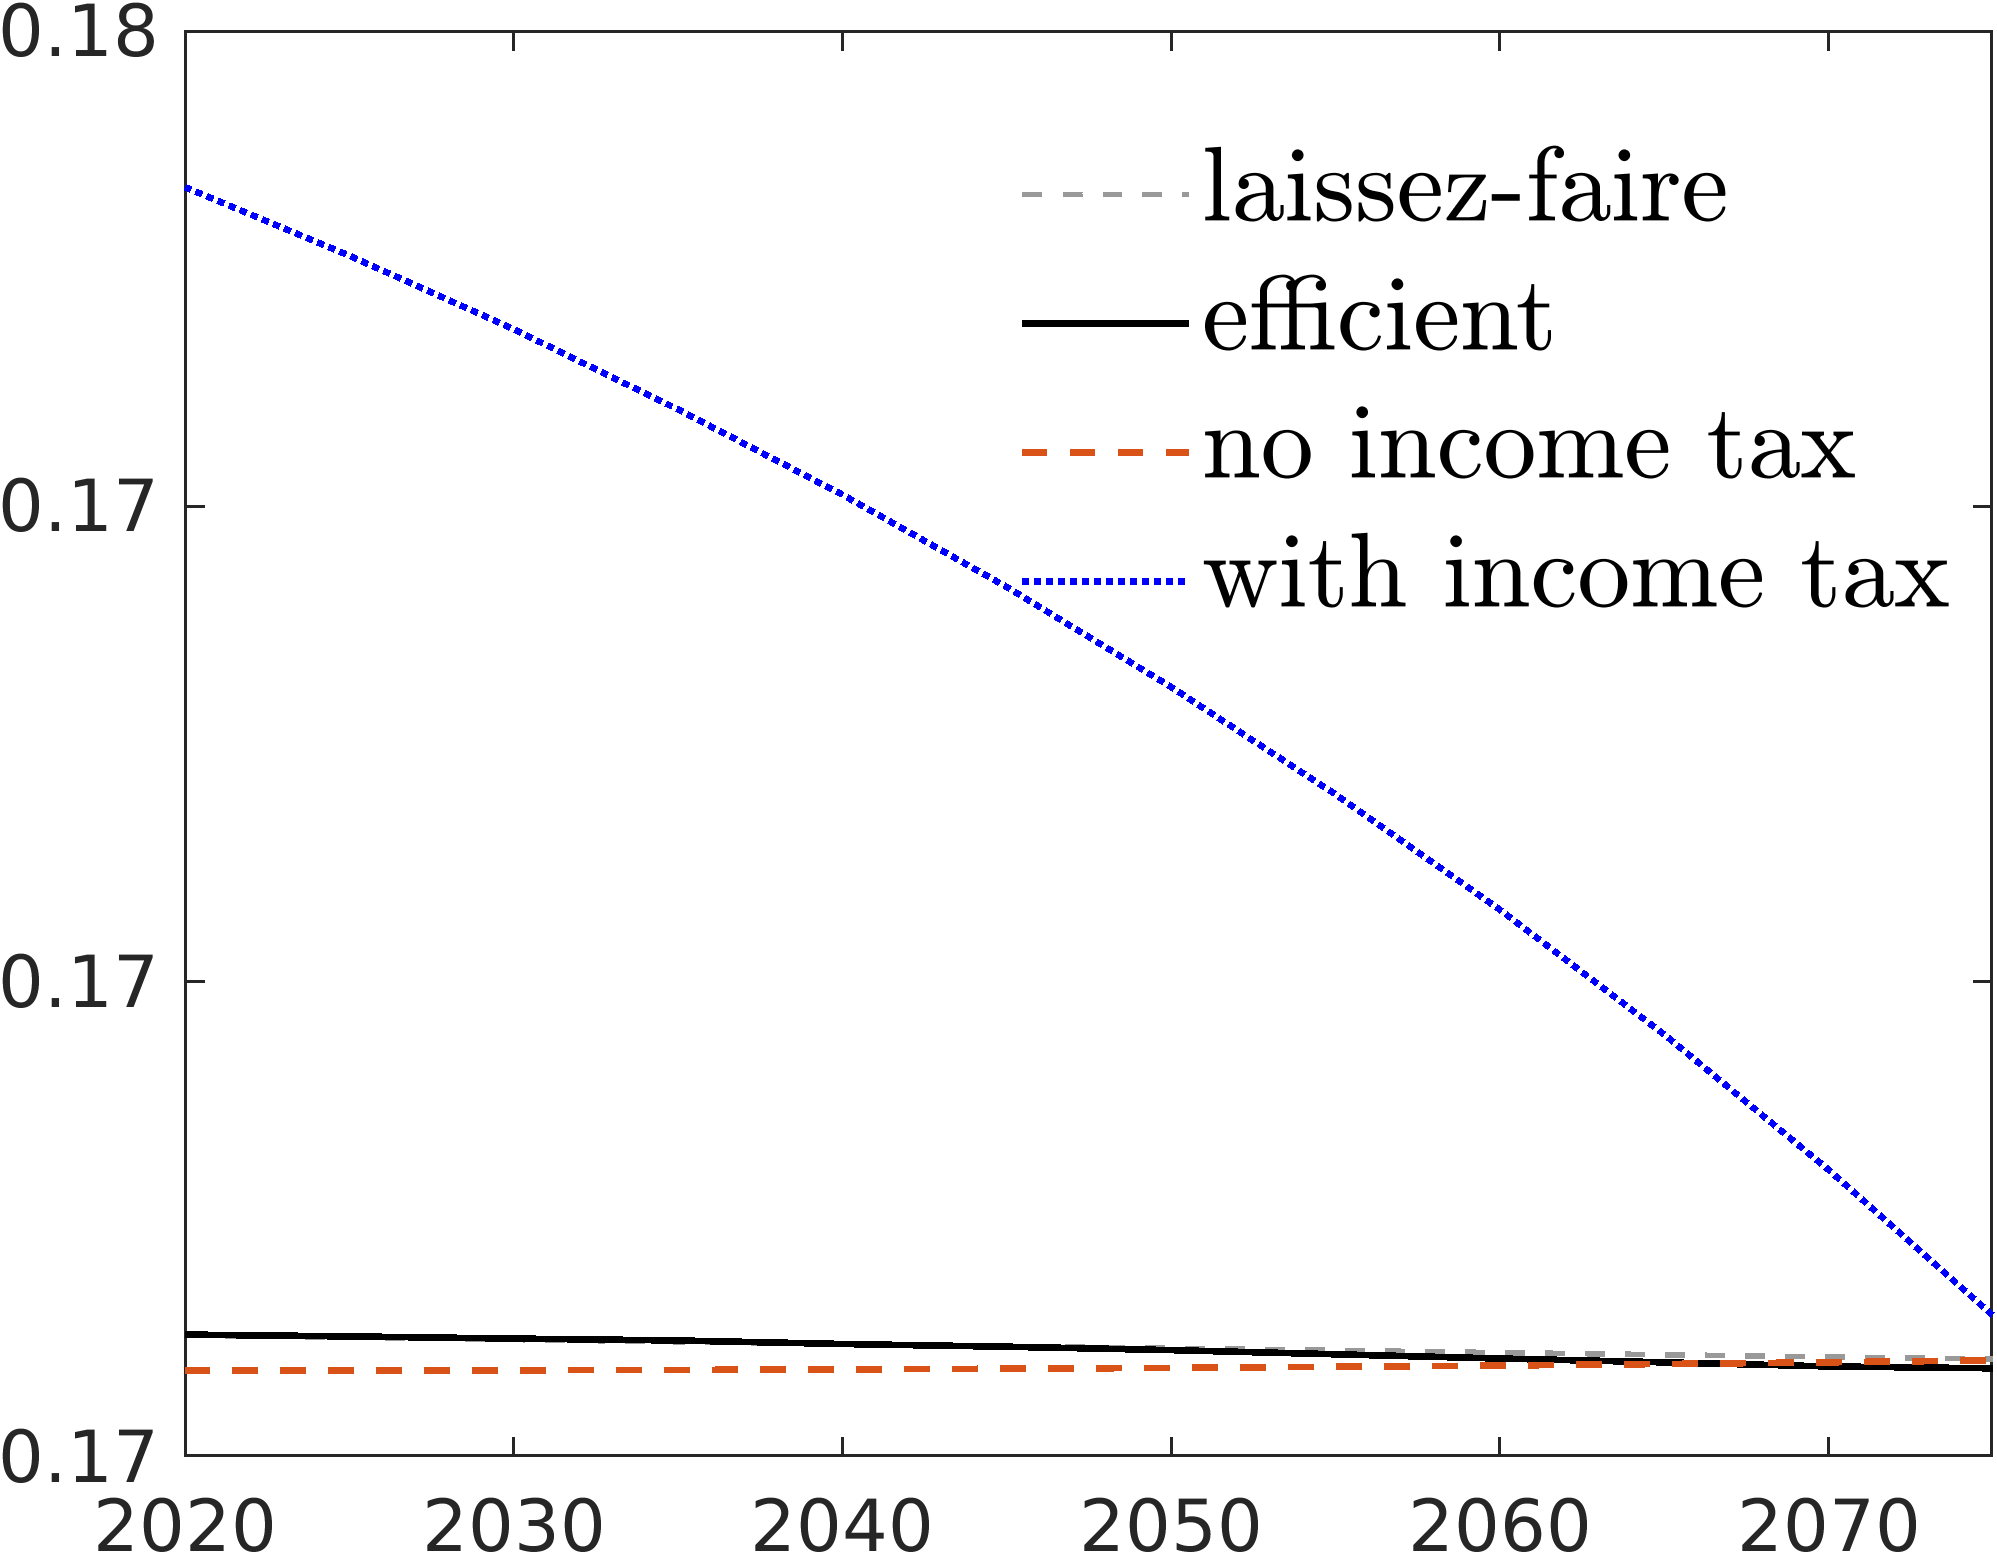 0.18
laissez-faire
efficient
no income tax
0.17
with income tax
0.17
0.17
2020 2030 2040 2050 2060 2070